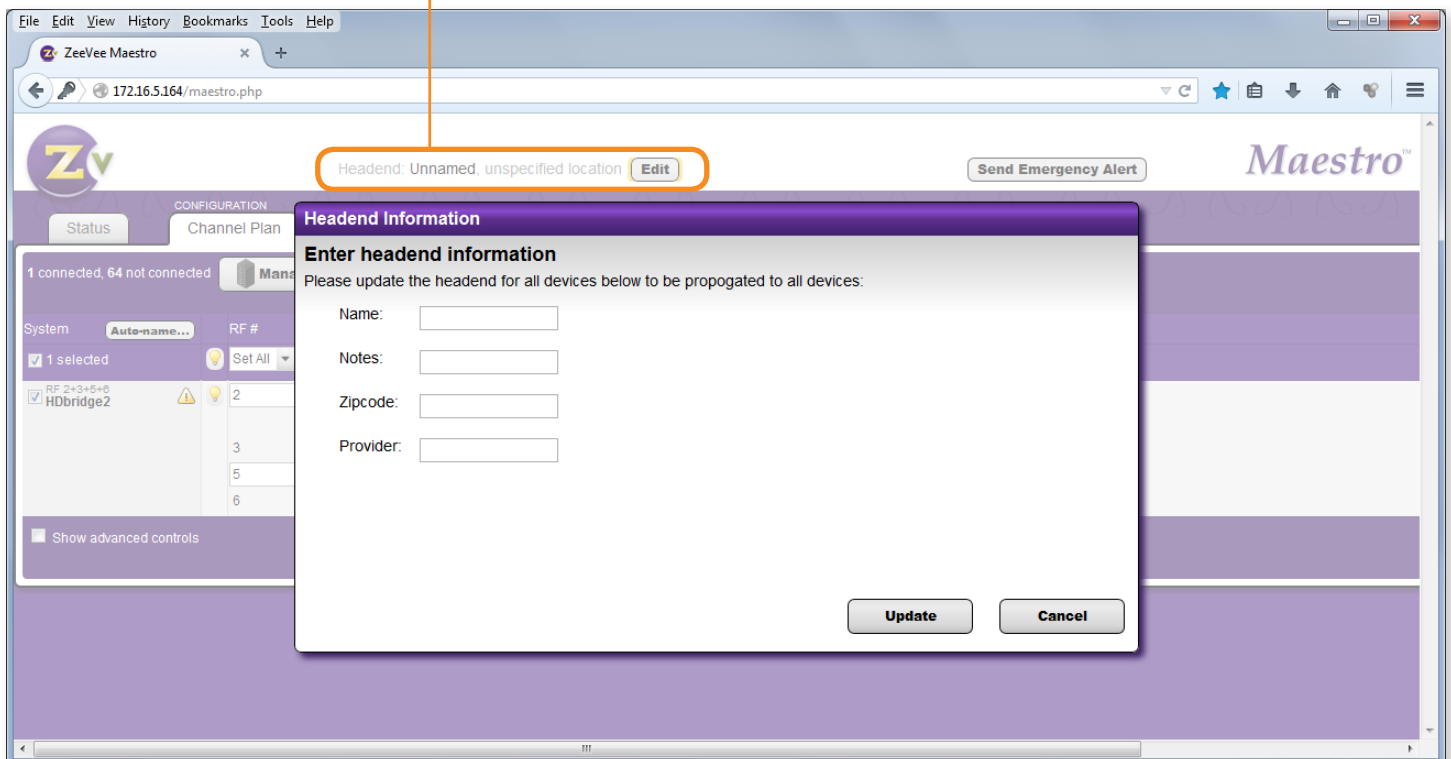 File Edit View History Bookmarks Tools Help
ZeeVee Maestro
172.16.5.164/maestro.php
Zv
Headend: Unnamed, unspecified location Edit
Send Emergency Alert
Maestro™
CONFIGURATION
Status
Channel Plan
1 connected, 64 not connected
Mana
System
Auto-name...
RF #
1 selected
Set All
RF 2+3+5+6
HDbridge2
2
3
5
6
Show advanced controls
Headend Information
Enter headend information
Please update the headend for all devices below to be propogated to all devices:
Name:
Notes:
Zipcode:
Provider:
Update
Cancel